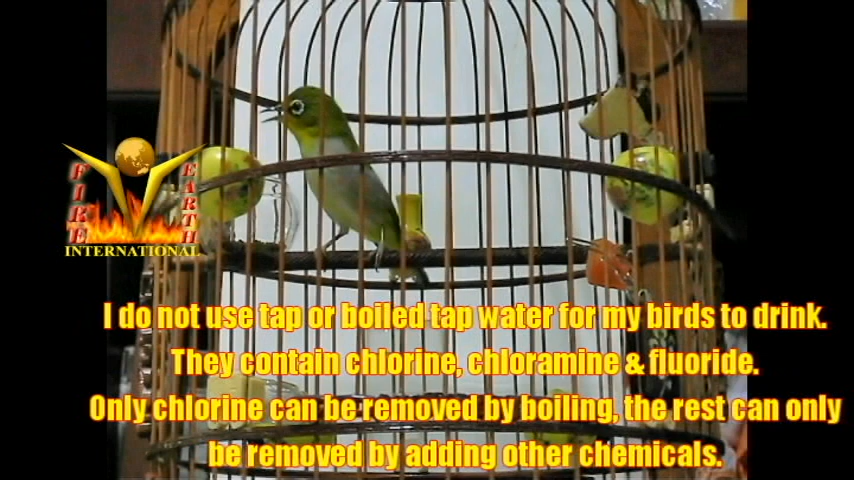 FIRE
EARTH
INTERNATIONAL
I do not use tap or boiled tap water for my birds to drink.
They contain chlorine, chloramine & fluoride.
Only chlorine can be removed by boiling, the rest can only
be removed by adding other chemicals.